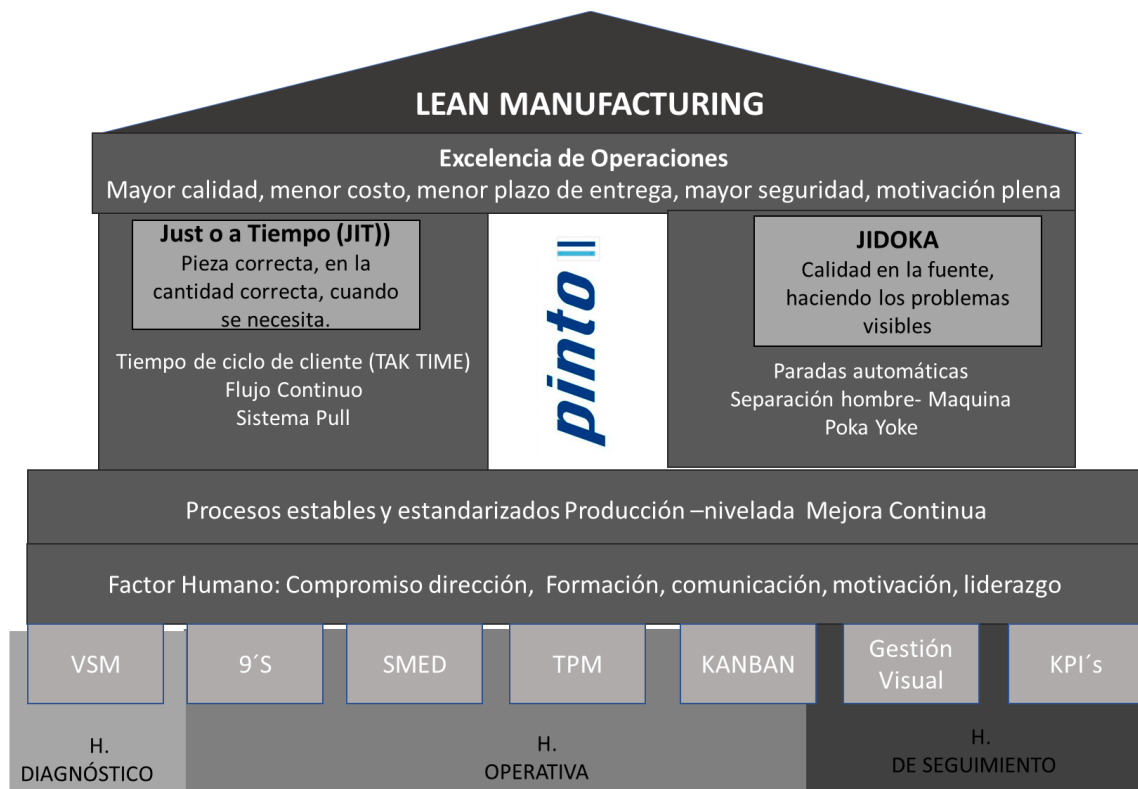 LEAN MANUFACTURING
Excelencia de Operaciones
Mayor calidad, menor costo, menor plazo de entrega, mayor seguridad, motivación plena
Just o a Tiempo (JIT))
Pieza correcta, en la
cantidad correcta, cuando
se necesita.
Tiempo de ciclo de cliente (TAK TIME)
Flujo Continuo
Sistema Pull
pinto
JIDOKA
Calidad en la fuente,
haciendo los problemas
visibles
Paradas automáticas
Separación hombre- Maquina
Poka Yoke
Procesos estables y estandarizados Producción –nivelada Mejora Continua
Factor Humano: Compromiso dirección, Formación, comunicación, motivación, liderazgo
VSM
9´S
SMED
TPM
KANBAN
Gestión
Visual
KPI´s
H.
DIAGNÓSTICO
H.
OPERATIVA
H.
DE SEGUIMIENTO